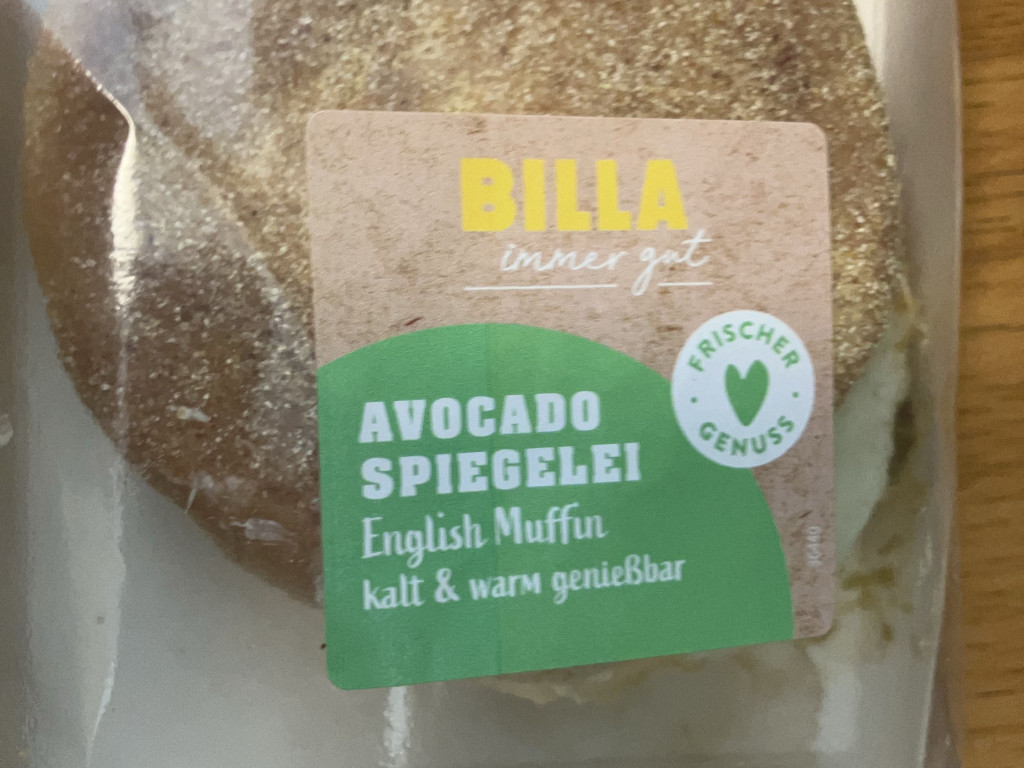 BILLA
immer gut
FRISCHER
GENUSS
AVOCADO
SPIEGELEI
English Muffin
kalt & warm genießbar